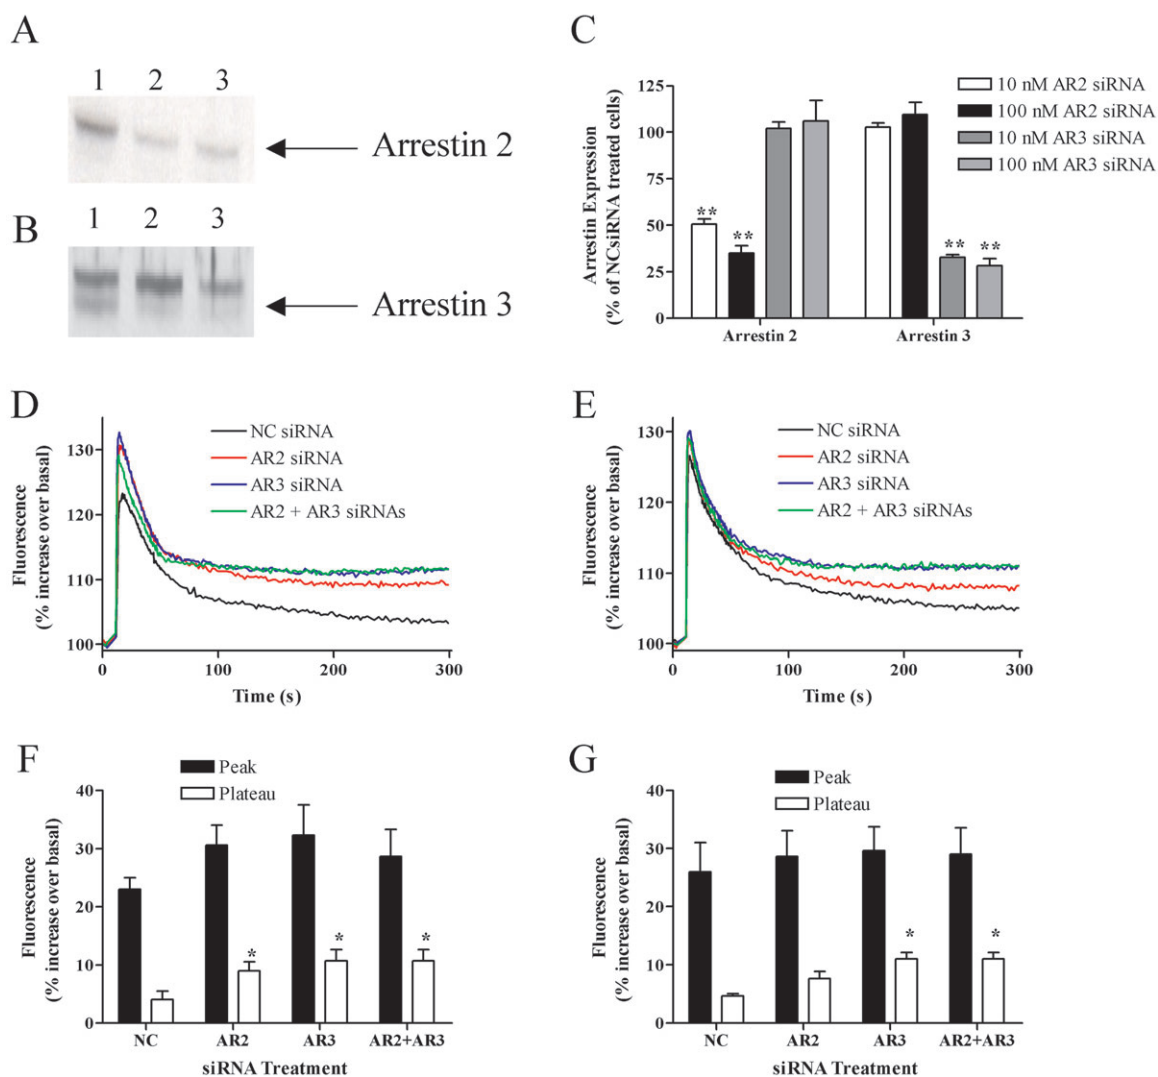 A
1 2 3
Arrestin 2
B
1 2 3
Arrestin 3
C
Arrestin Expression
(% of NCsiRNA treated cells)
125
100
75
50
25
0
** ** ** **
Arrestin 2 Arrestin 3
10 nM AR2 siRNA
100 nM AR2 siRNA
10 nM AR3 siRNA
100 nM AR3 siRNA
D
Fluorescence
(% increase over basal)
130
120
110
100
0 100 200 300
Time (s)
NC siRNA
AR2 siRNA
AR3 siRNA
AR2 + AR3 siRNAs
E
Fluorescence
(% increase over basal)
130
120
110
100
0 100 200 300
Time (s)
NC siRNA
AR2 siRNA
AR3 siRNA
AR2 + AR3 siRNAs
F
Peak
Plateau
Fluorescence
(% increase over basal)
40
30
20
10
0
* * *
NC AR2 AR3 AR2+AR3
siRNA Treatment
G
Peak
Plateau
Fluorescence
(% increase over basal)
40
30
20
10
0
* *
NC AR2 AR3 AR2+AR3
siRNA Treatment